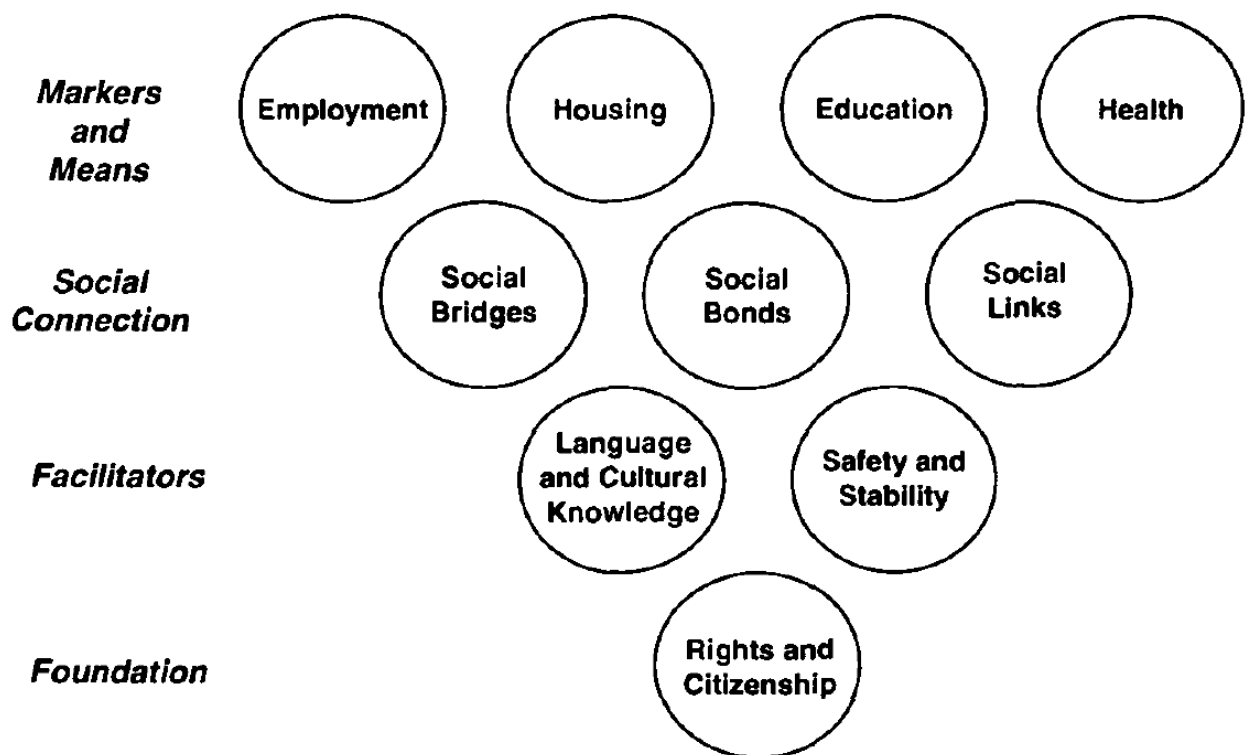 Markers
and
Means
Employment
Housing
Education
Health
Social
Connection
Social
Bridges
Social
Bonds
Social
Links
Facilitators
Language
and Cultural
Knowledge
Safety and
Stability
Foundation
Rights and
Citizenship